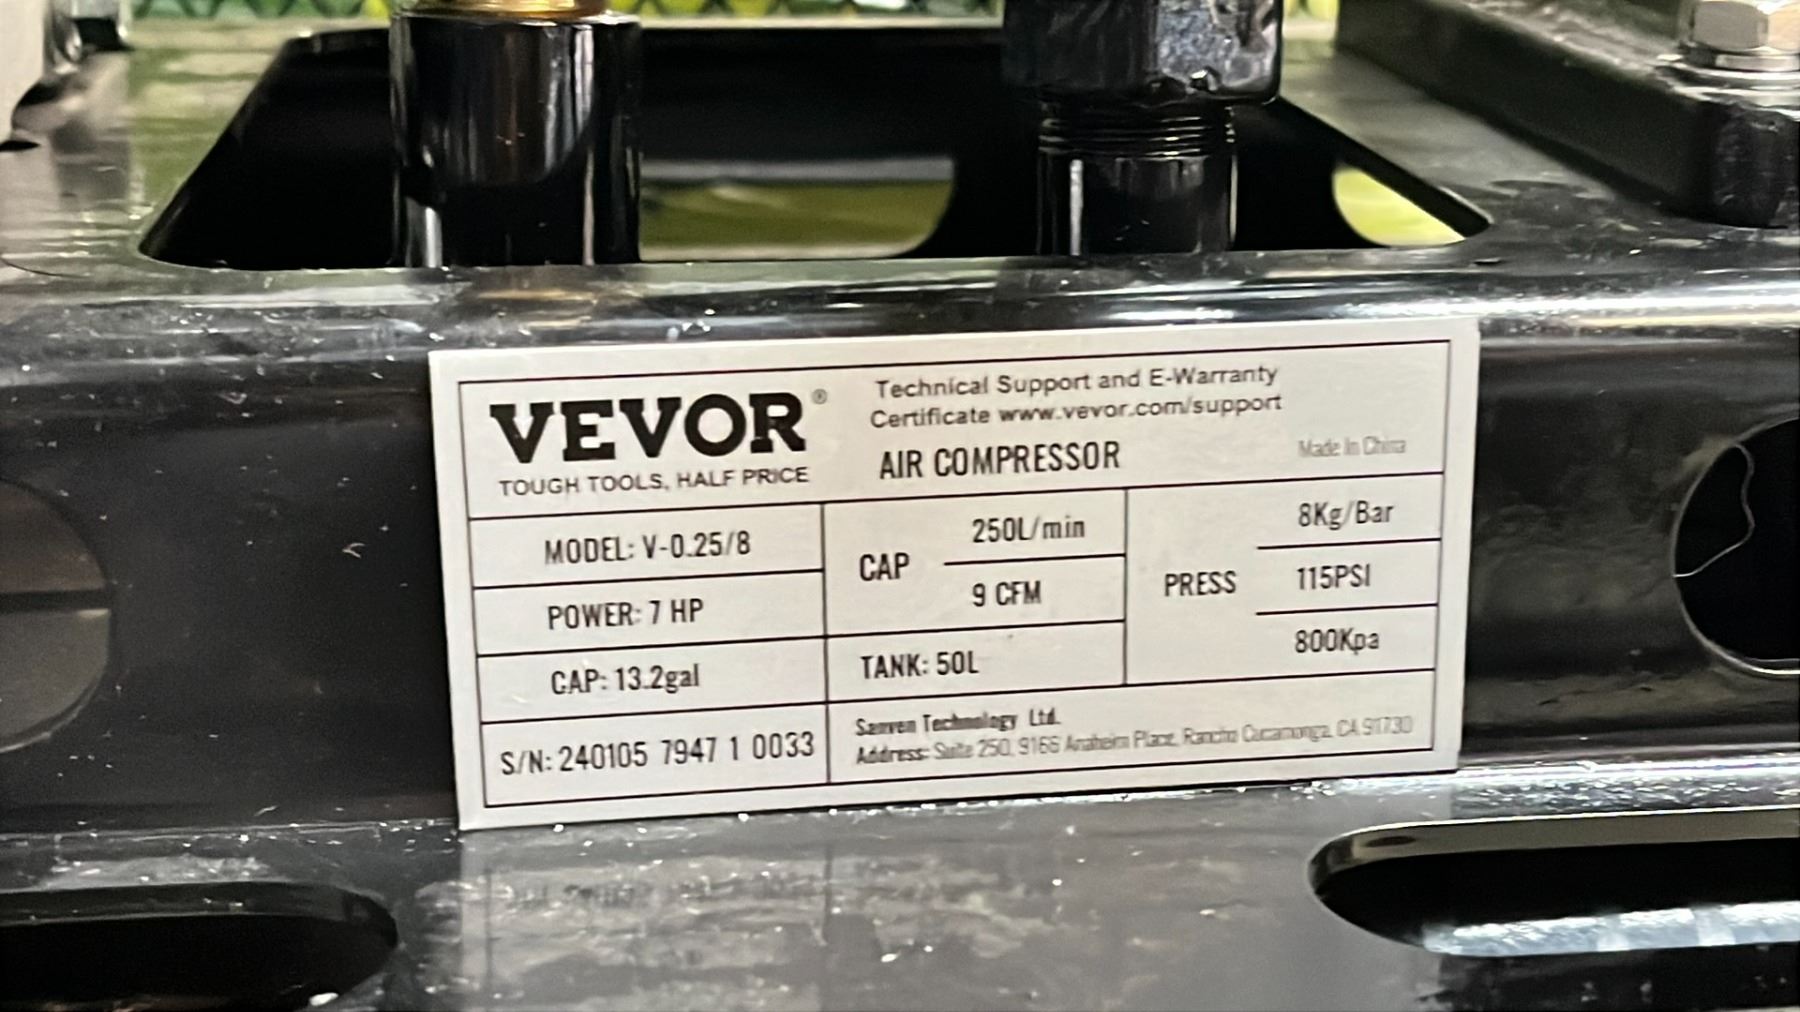 VEVOR®
TOUGH TOOLS, HALF PRICE
Technical Support and E-Warranty
Certificate www.vevor.com/support
AIR COMPRESSOR
Made In China
MODEL: V-0.25/8
POWER: 7 HP
CAP: 13.2gal
S/N: 240105 7947 1 0033
CAP
250L/min
9 CFM
TANK: 50L
PRESS
8Kg/Bar
115PSI
800Kpa
Sanven Technology Ltd.
Address: Suite 250, 9166 Anaheim Place, Rancho Cucamonga, CA 91730